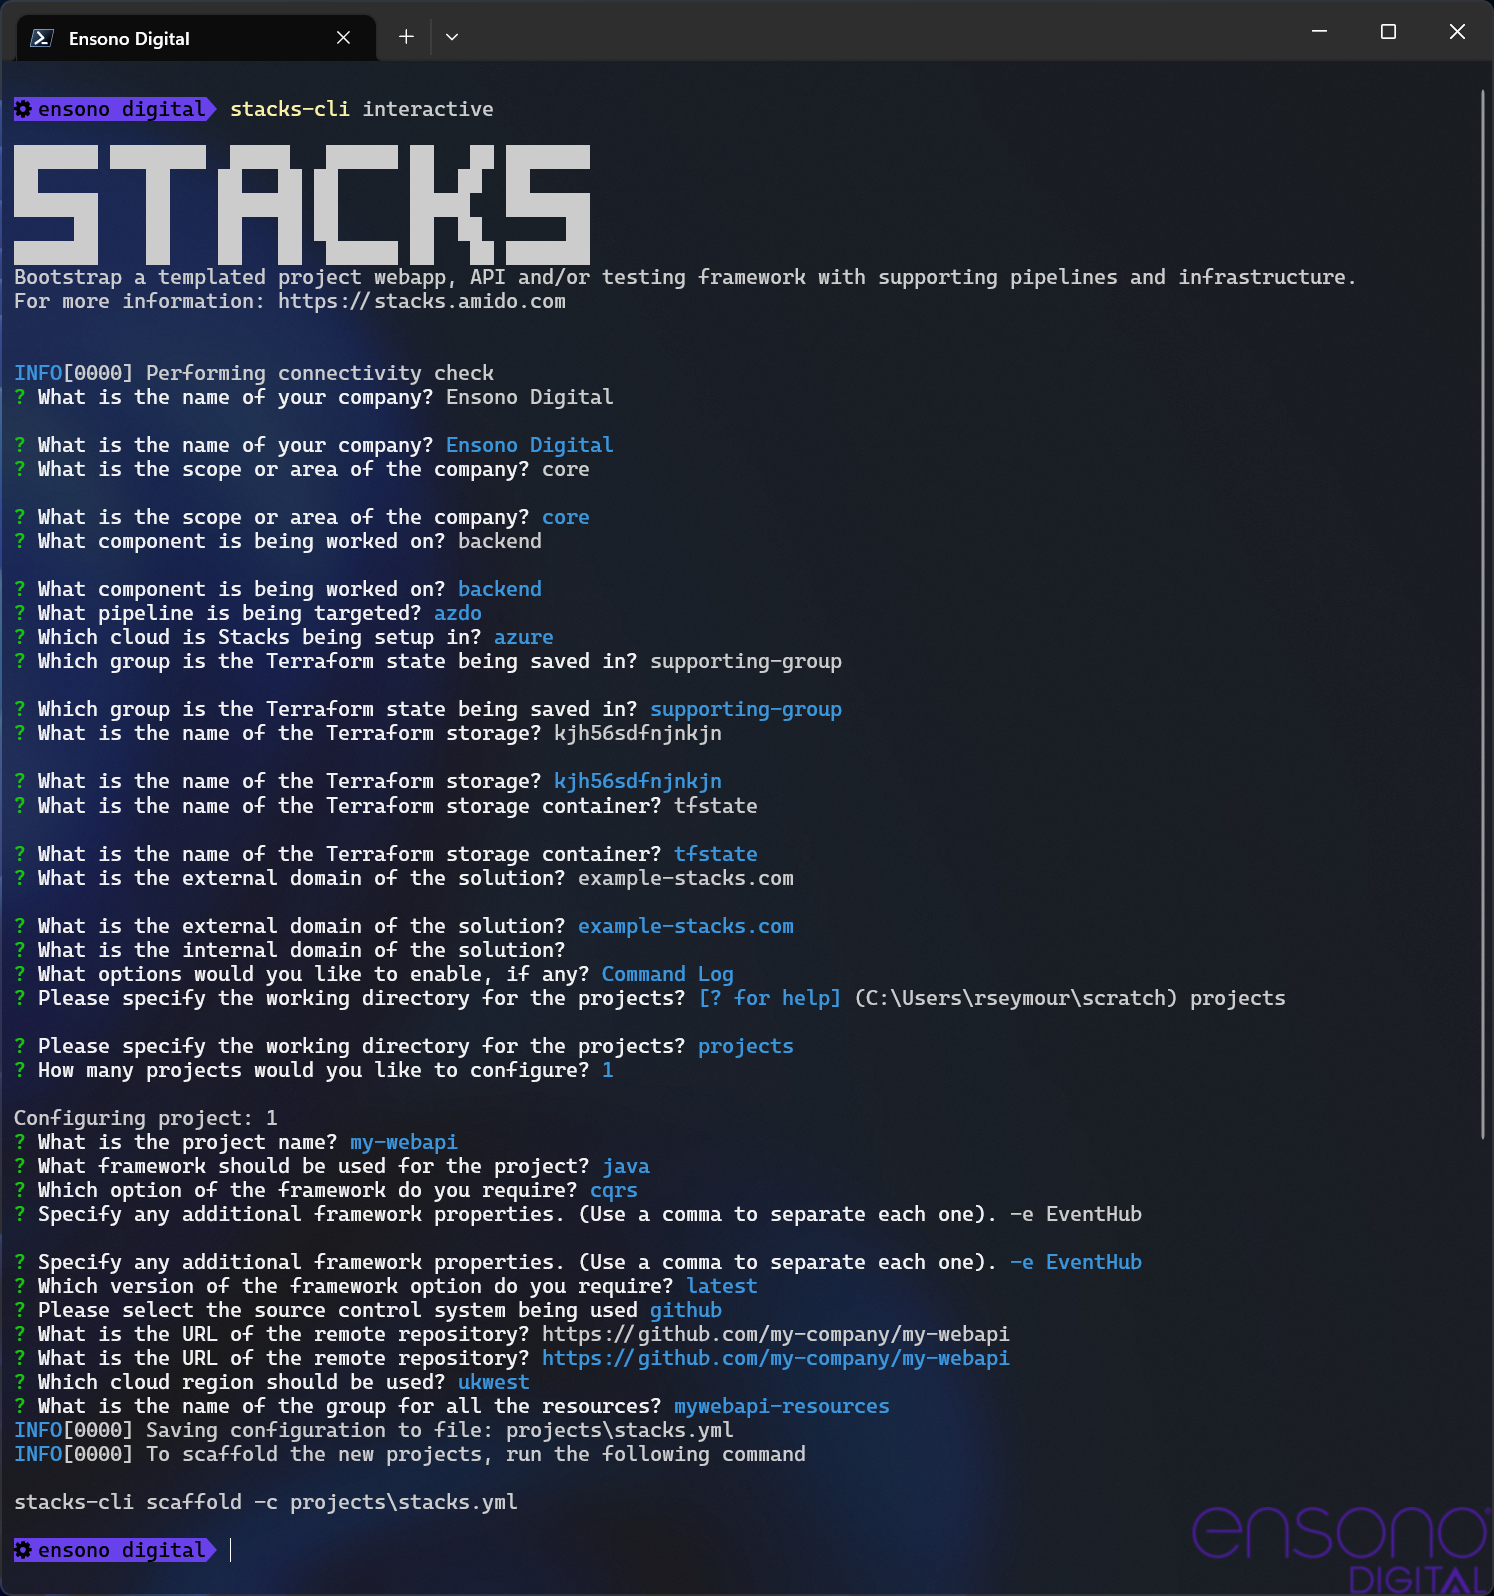 Ensono Digital
ensono digital stacks-cli interactive
STACKS
Bootstrap a templated project webapp, API and/or testing framework with supporting pipelines and infrastructure.
For more information: https://stacks.amido.com
INFO[0000] Performing connectivity check
? What is the name of your company? Ensono Digital
? What is the name of your company? Ensono Digital
? What is the scope or area of the company? core
? What is the scope or area of the company? core
? What component is being worked on? backend
? What component is being worked on? backend
? What pipeline is being targeted? azdo
? Which cloud is Stacks being setup in? azure
? Which group is the Terraform state being saved in? supporting-group
? Which group is the Terraform state being saved in? supporting-group
? What is the name of the Terraform storage? kjh56sdfnjnkjn
? What is the name of the Terraform storage? kjh56sdfnjnkjn
? What is the name of the Terraform storage container? tfstate
? What is the name of the Terraform storage container? tfstate
? What is the external domain of the solution? example-stacks.com
? What is the external domain of the solution? example-stacks.com
? What is the internal domain of the solution?
? What options would you like to enable, if any? Command Log
? Please specify the working directory for the projects? [? for help] (C:\Users\rseymour\scratch) projects
? Please specify the working directory for the projects? projects
? How many projects would you like to configure? 1
Configuring project: 1
? What is the project name? my-webapi
? What framework should be used for the project? java
? Which option of the framework do you require? cqrs
? Specify any additional framework properties. (Use a comma to separate each one). -e EventHub
? Specify any additional framework properties. (Use a comma to separate each one). -e EventHub
? Which version of the framework option do you require? latest
? Please select the source control system being used github
? What is the URL of the remote repository? https://github.com/my-company/my-webapi
? What is the URL of the remote repository? https://github.com/my-company/my-webapi
? Which cloud region should be used? ukwest
? What is the name of the group for all the resources? mywebapi-resources
INFO[0000] Saving configuration to file: projects\stacks.yml
INFO[0000] To scaffold the new projects, run the following command
stacks-cli scaffold -c projects\stacks.yml
ensono digital
ensono
DIGITAL